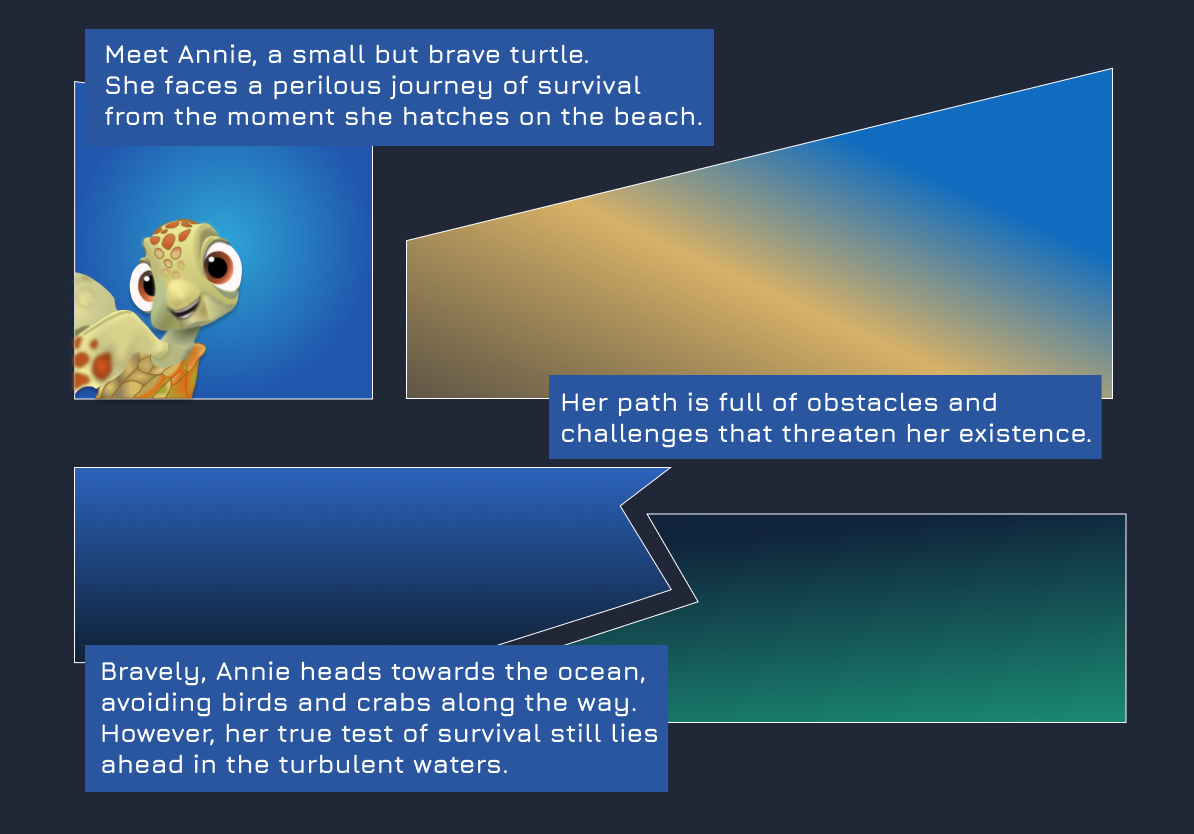 Meet Annie, a small but brave turtle.
She faces a perilous journey of survival
from the moment she hatches on the beach.
Her path is full of obstacles and
challenges that threaten her existence.
Bravely, Annie heads towards the ocean,
avoiding birds and crabs along the way.
However, her true test of survival still lies
ahead in the turbulent waters.